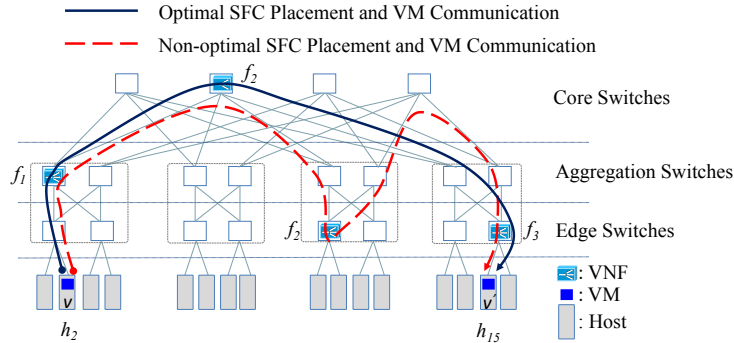 Optimal SFC Placement and VM Communication
Non-optimal SFC Placement and VM Communication
f2
Core Switches
f1
Aggregation Switches
f2
f3
Edge Switches
: VNF
: VM
: Host
v
v'
h2
h15